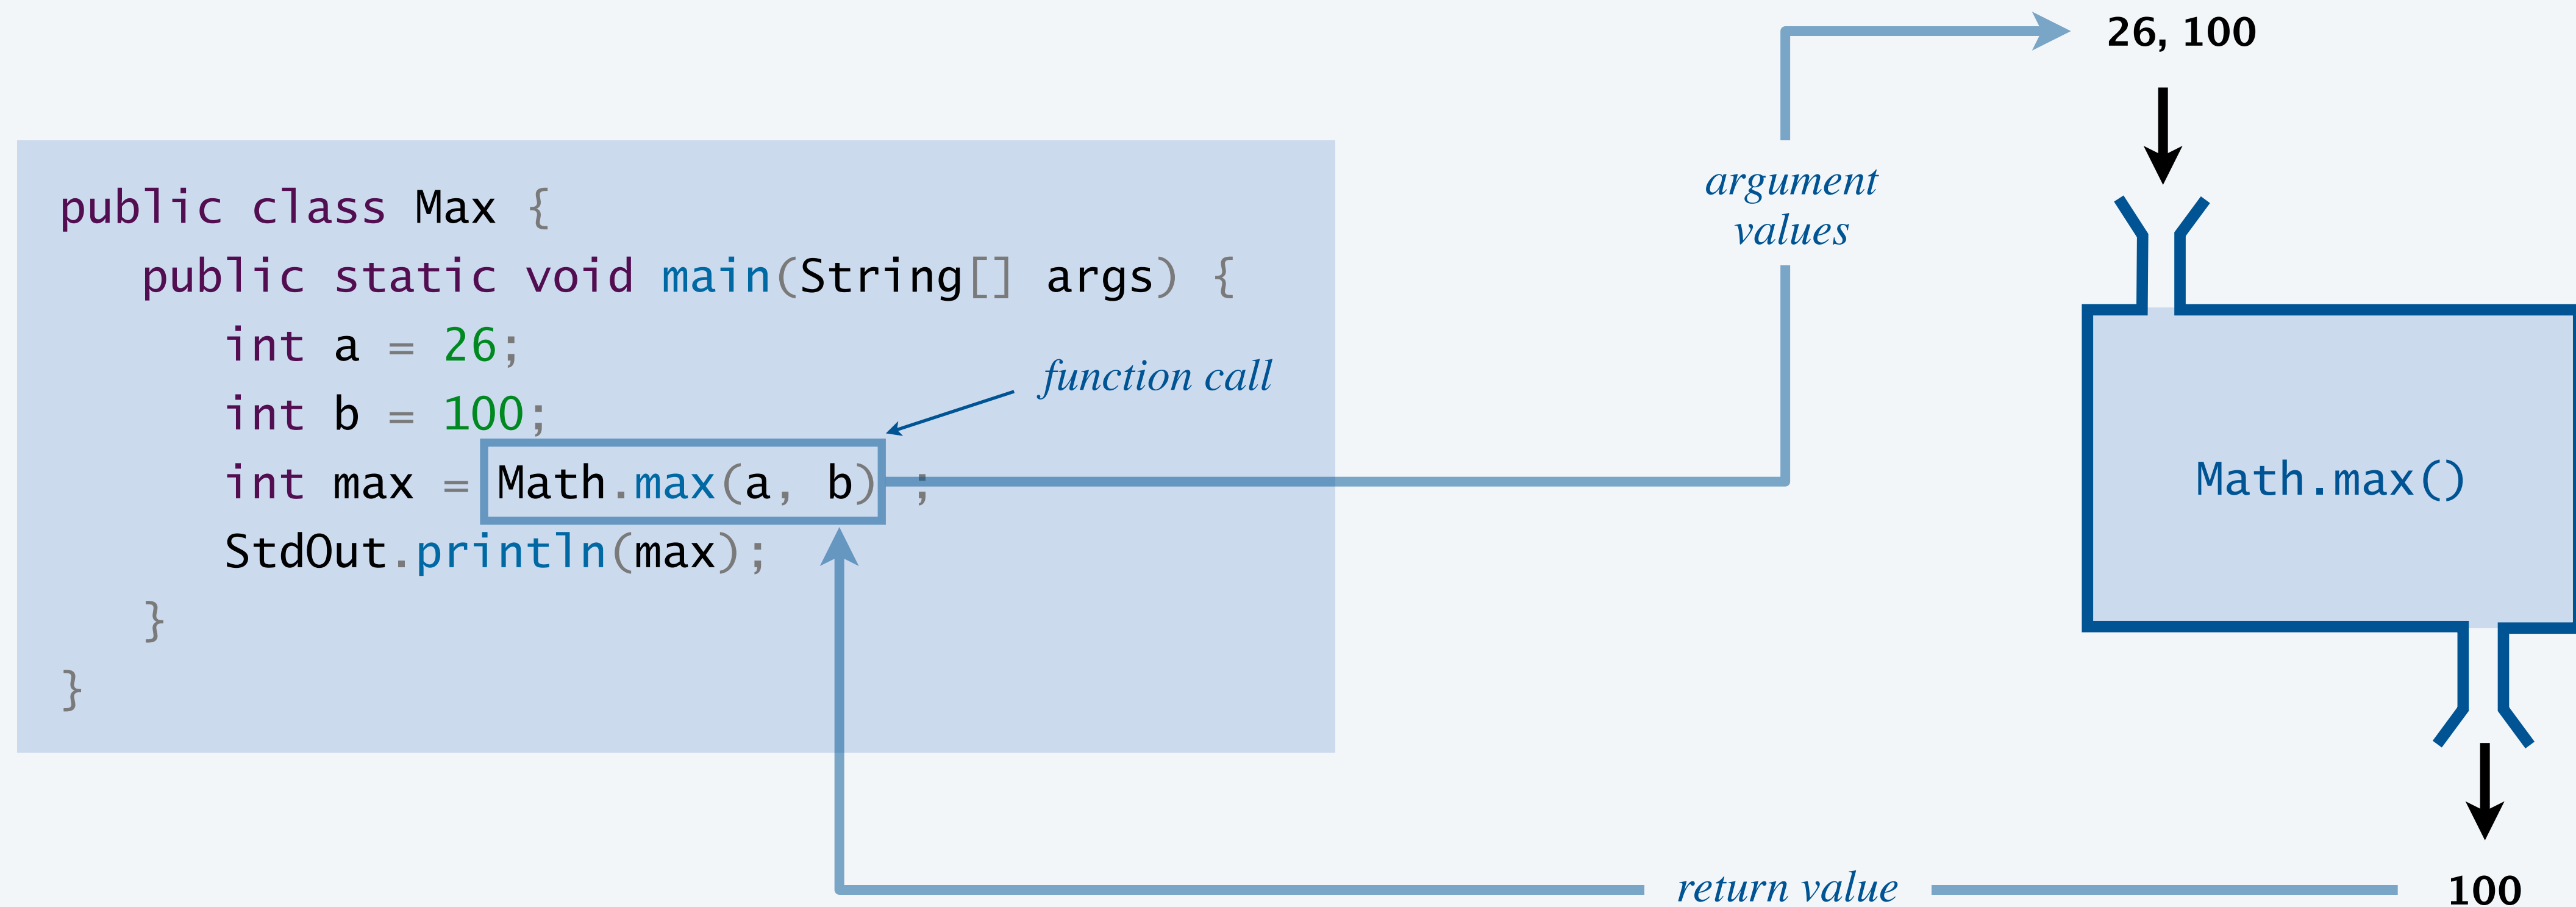 26, 100
argument
values
public class Max {
public static void main(String[] args) {
int a = 26;
function call
int b = 100;
int max = Math.max(a, b) ;
Math.max()
StdOut.println(max);
}
}
return value
100